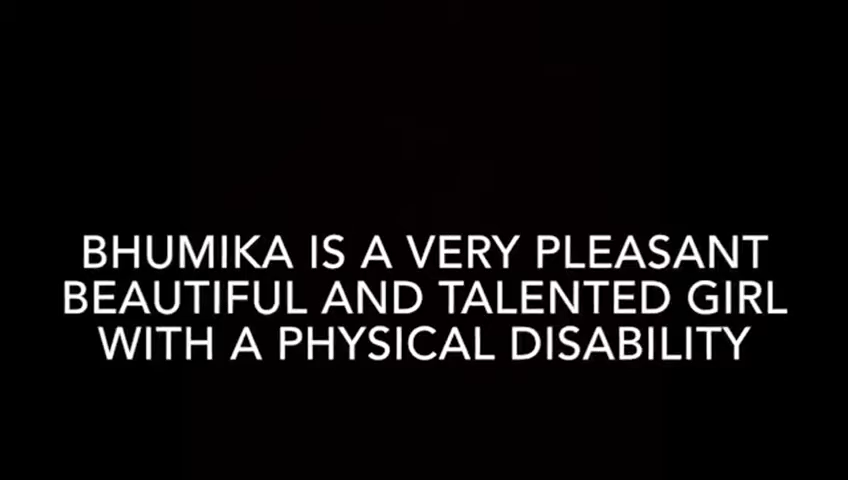 BHUMIKA IS A VERY PLEASANT
BEAUTIFUL AND TALENTED GIRL
WITH A PHYSICAL DISABILITY